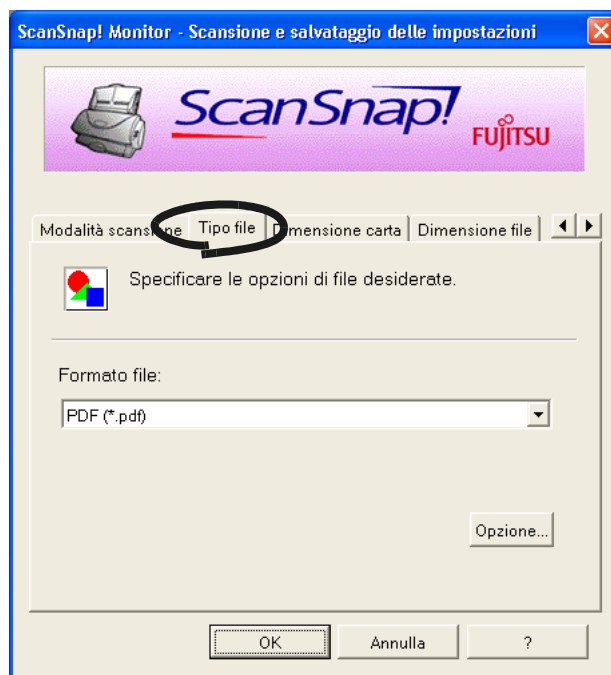 ScanSnap! Monitor - Scansione e salvataggio delle impostazioni
ScanSnap!
FUJITSU
Modalità scansione Tipo file Dimensione carta Dimensione file
Specificare le opzioni di file desiderate.
Formato file:
PDF (*.pdf)
Opzione...
OK Annulla ?